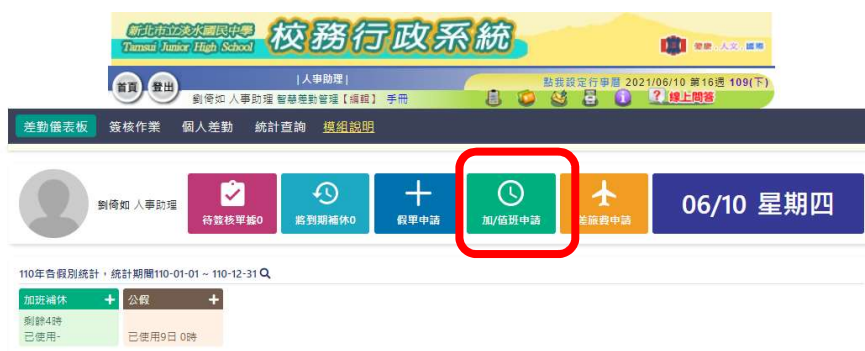 新北市立淡水國民中學
Tamsui Junior High School
校務行政系統
健康.人文.國際
首頁 登出
|人事助理|
點我設定行事曆 2021/06/10 第16週 109(下)
劉倚如 人事助理 智慧差勤管理【編輯】 手冊
? 線上問答
差勤儀表板 簽核作業 個人差勤 統計查詢 模組說明
劉倚如 人事助理
待簽核單據0
將到期補休0
假單申請
加/值班申請
差旅費申請
06/10 星期四
110年各假別統計,統計期間110-01-01 ~ 110-12-31
加班補休 +
剩餘4時
已使用-
公假 +
已使用9日 0時